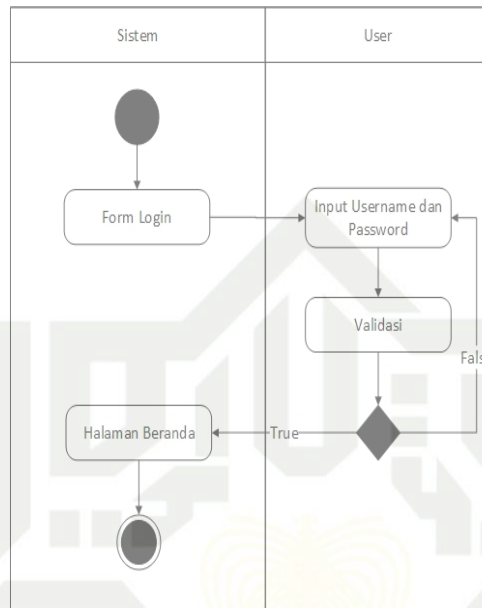 Sistem
User
Form Login
Input Username dan
Password
Validasi
Fals
Halaman Beranda
True